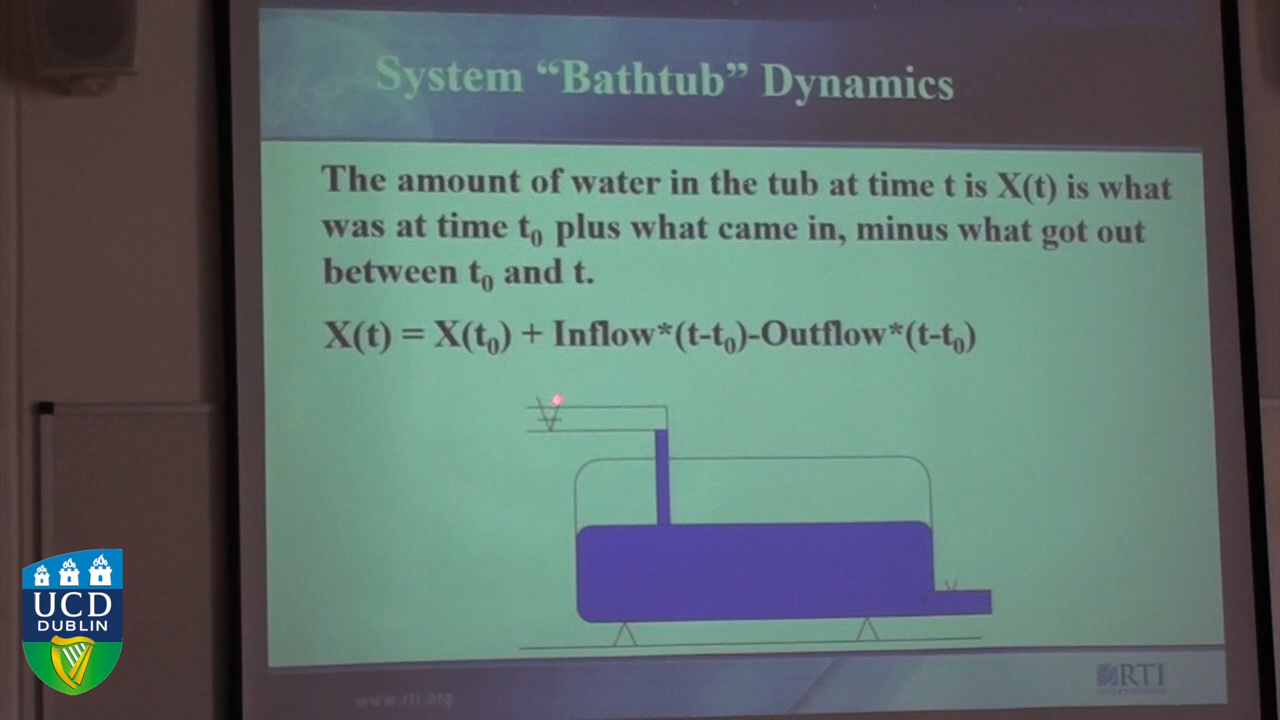 System “Bathtub” Dynamics
The amount of water in the tub at time t is X(t) is what
was at time t₀ plus what came in, minus what got out
between t₀ and t.
X(t) = X(t₀) + Inflow*(t-t₀)-Outflow*(t-t₀)
UCD
DUBLIN
www.rti.org
RTI
INTERNATIONAL